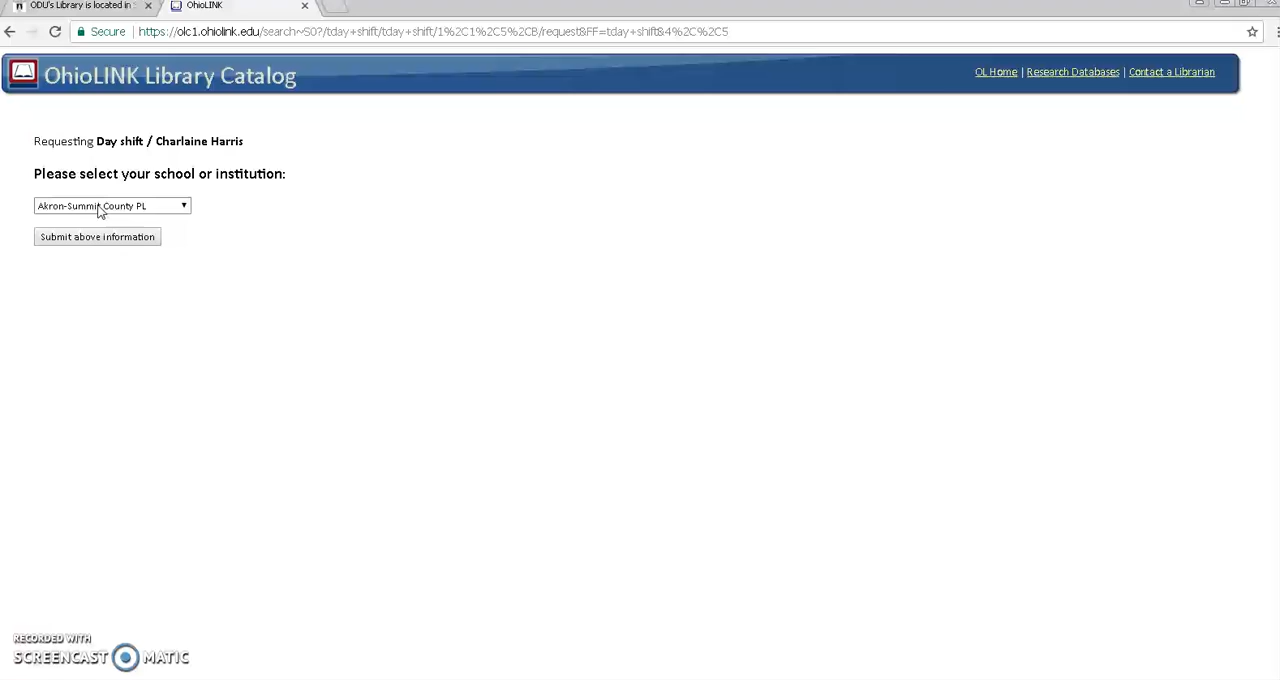 ODU's Library is located in
OhioLINK
Secure
https://olc1.ohiolink.edu/search~S0?/tday+shift/tday+shift/1%2C1%2C5%2CB/request&FF=tday+shift&4%2C%2C5
OhioLINK Library Catalog
OL Home | Research Databases | Contact a Librarian
Requesting Day shift / Charlaine Harris
Please select your school or institution:
Akron-Summit County PL
Submit above information
RECORDED WITH
SCREENCAST MATIC